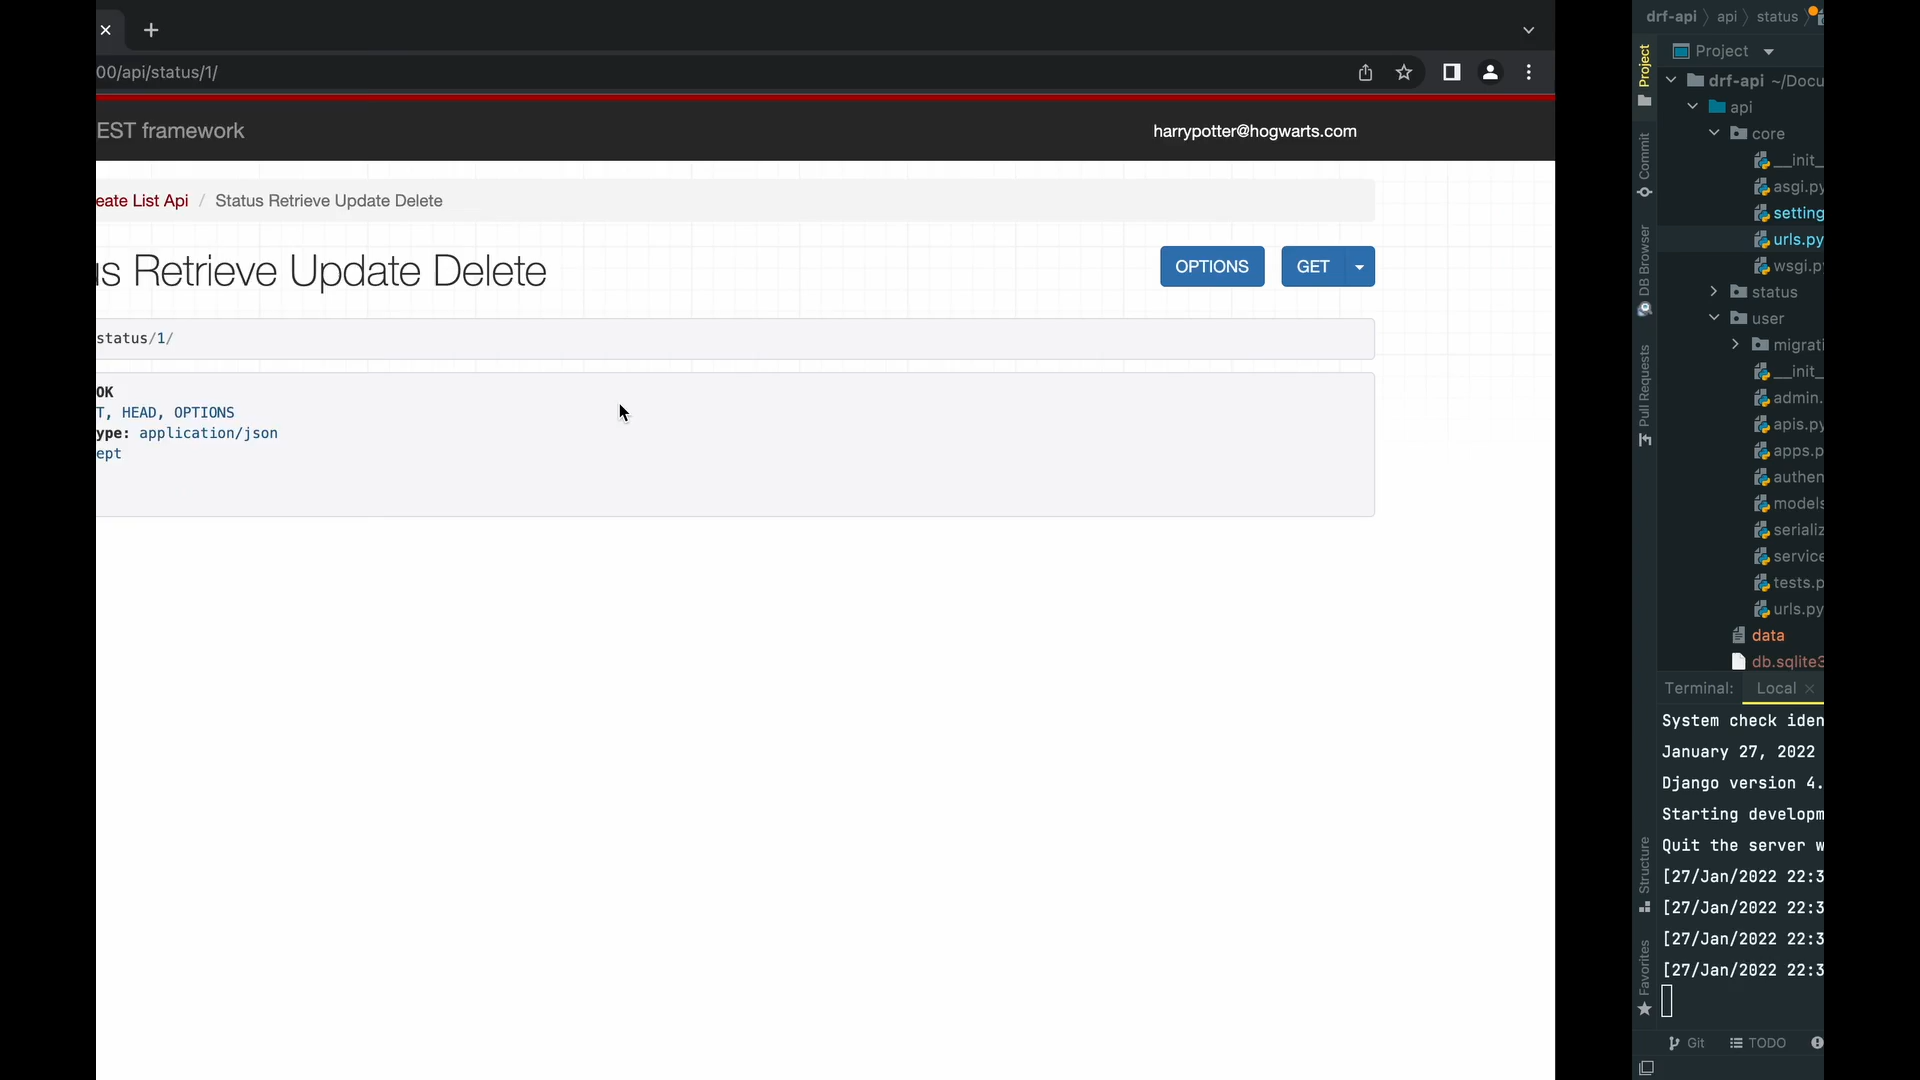 00/api/status/1/
EST framework
harrypotter@hogwarts.com
eate List Api / Status Retrieve Update Delete
us Retrieve Update Delete
OPTIONS
GET
status/1/
OK
T, HEAD, OPTIONS
ype: application/json
ept
drf-api
api
status
Project
Project
Commit
DB Browser
Pull Requests
Structure
Favorites
drf-api ~/Docu
api
core
__init_
asgi.py
setting
urls.py
wsgi.py
status
user
migrati
__init_
admin.
apis.py
apps.p
authen
models
serializ
service
tests.p
urls.py
data
db.sqlite3
Terminal:
Local
System check iden
January 27, 2022
Django version 4.
Starting developm
Quit the server w
[27/Jan/2022 22:3
[27/Jan/2022 22:3
[27/Jan/2022 22:3
[27/Jan/2022 22:3
Git
TODO